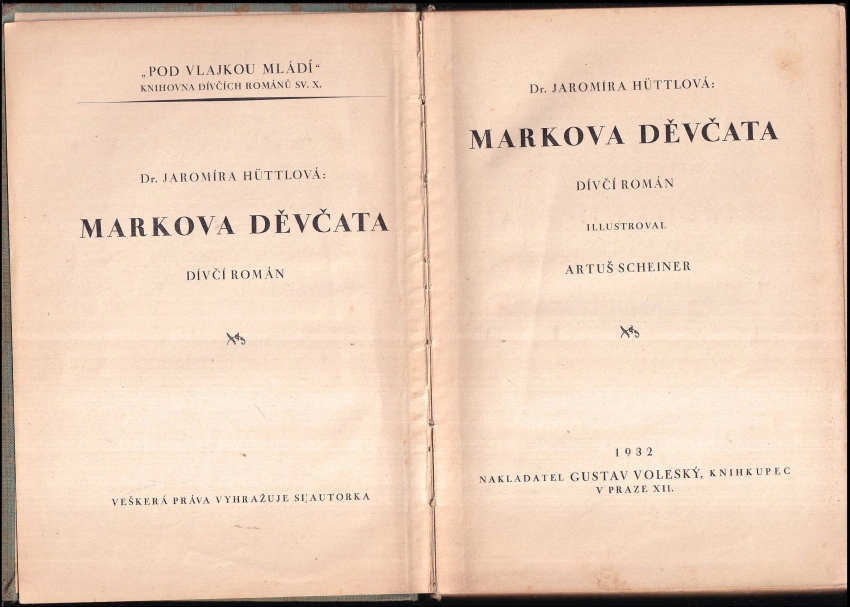 „POD VLAJKOU MLÁDÍ“
KNIHOVNA DÍVČÍCH ROMÁNŮ SV. X.
Dr. JAROMÍRA HÜTTLOVÁ:
MARKOVA DĚVČATA
DÍVČÍ ROMÁN
VEŠKERÁ PRÁVA VYHRAŽUJE SI AUTORKA
Dr. JAROMÍRA HÜTTLOVÁ:
MARKOVA DĚVČATA
DÍVČÍ ROMÁN
ILLUSTROVAL
ARTUŠ SCHEINER
1932
NAKLADATEL GUSTAV VOLESKÝ, KNIHKUPEC
V PRAZE XII.